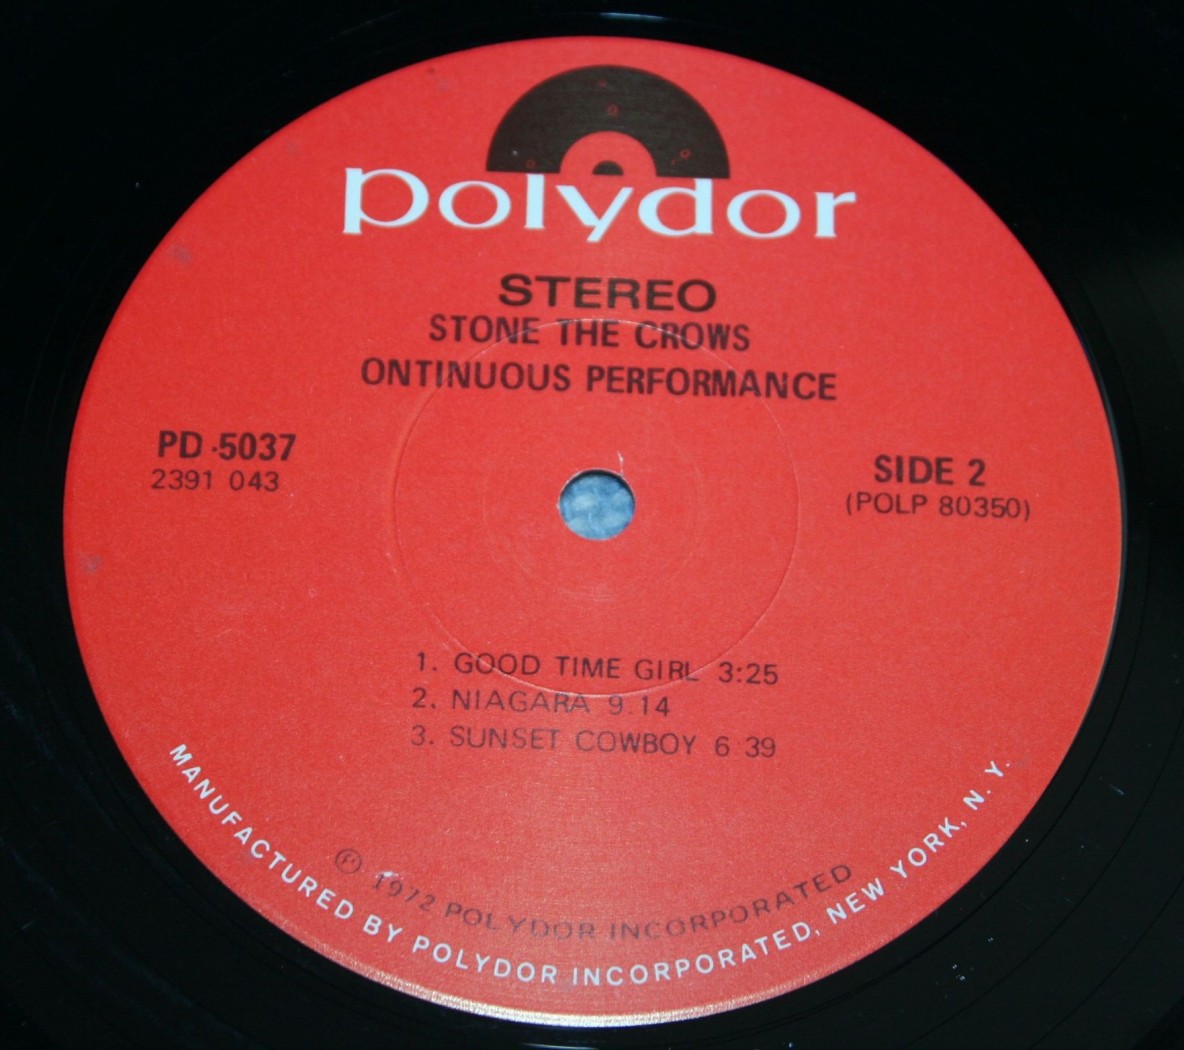 polydor
STEREO
STONE THE CROWS
ONTINUOUS PERFORMANCE
PD-5037
2391 043
SIDE 2
(POLP 80350)
1. GOOD TIME GIRL 3:25
2. NIAGARA 9.14
3. SUNSET COWBOY 6 39
℗ 1972 POLYDOR INCORPORATED
MANUFACTURED BY POLYDOR INCORPORATED, NEW YORK, N. Y.